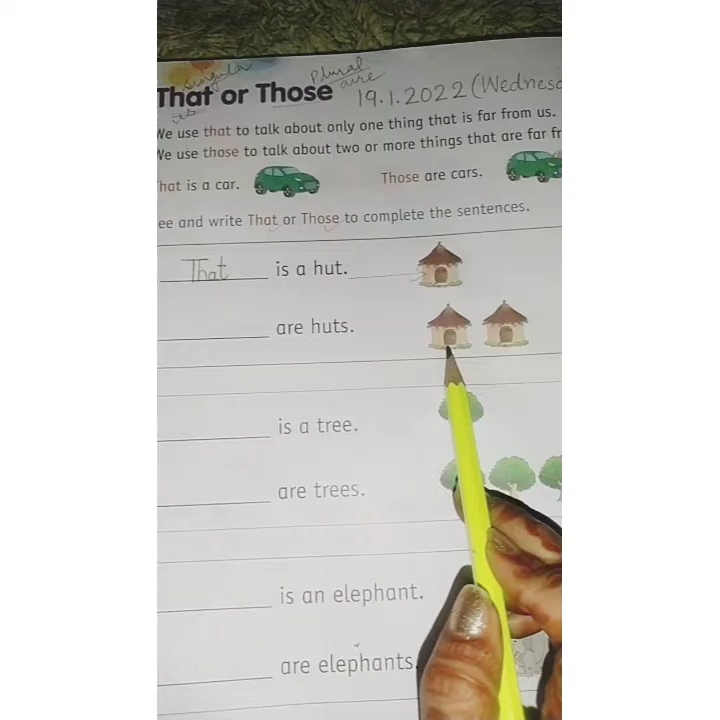 singular
Plural
are
That or Those 19.1.2022 (Wednesd
We use that to talk about only one thing that is far from us.
We use those to talk about two or more things that are far fr
That is a car. Those are cars.
ee and write That or Those to complete the sentences.
That is a hut.
are huts.
is a tree.
are trees.
is an elephant.
are elephants.